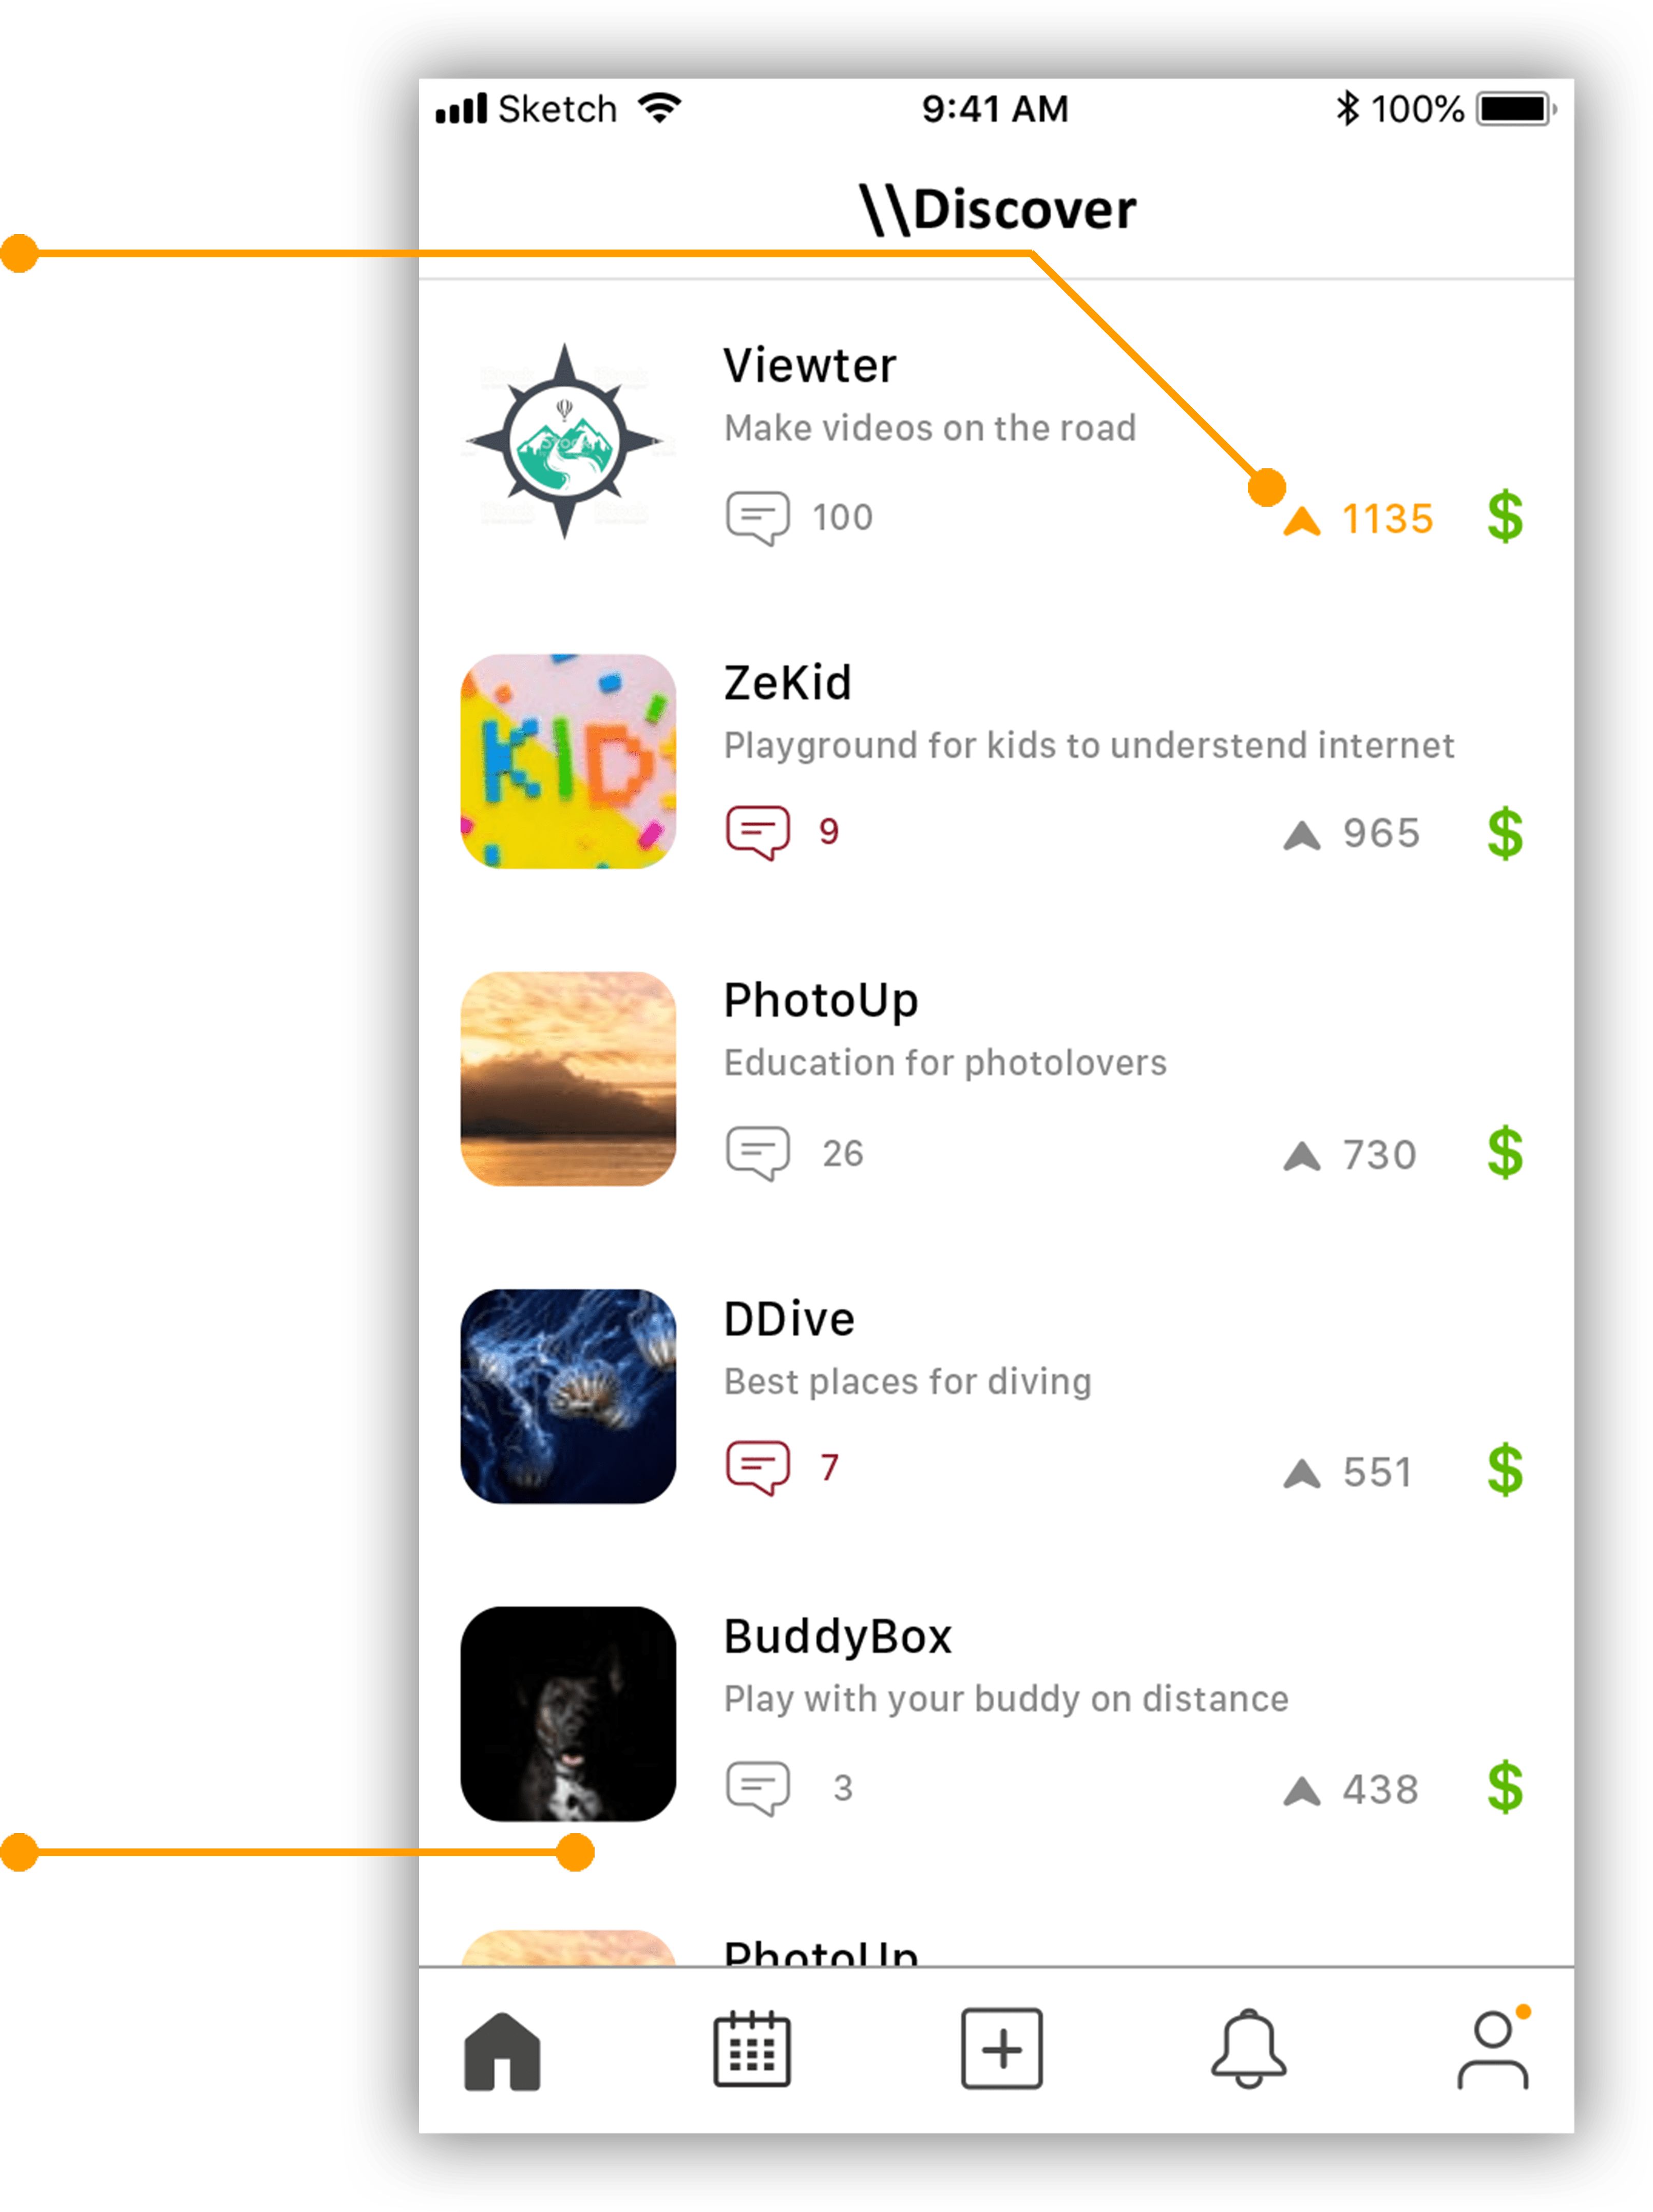 Sketch 9:41 AM 100%
\\Discover
Viewter
Make videos on the road
100 1135 $
KID
ZeKid
Playground for kids to understend internet
9 965 $
PhotoUp
Education for photolovers
26 730 $
DDive
Best places for diving
7 551 $
BuddyBox
Play with your buddy on distance
3 438 $
PhotoUp